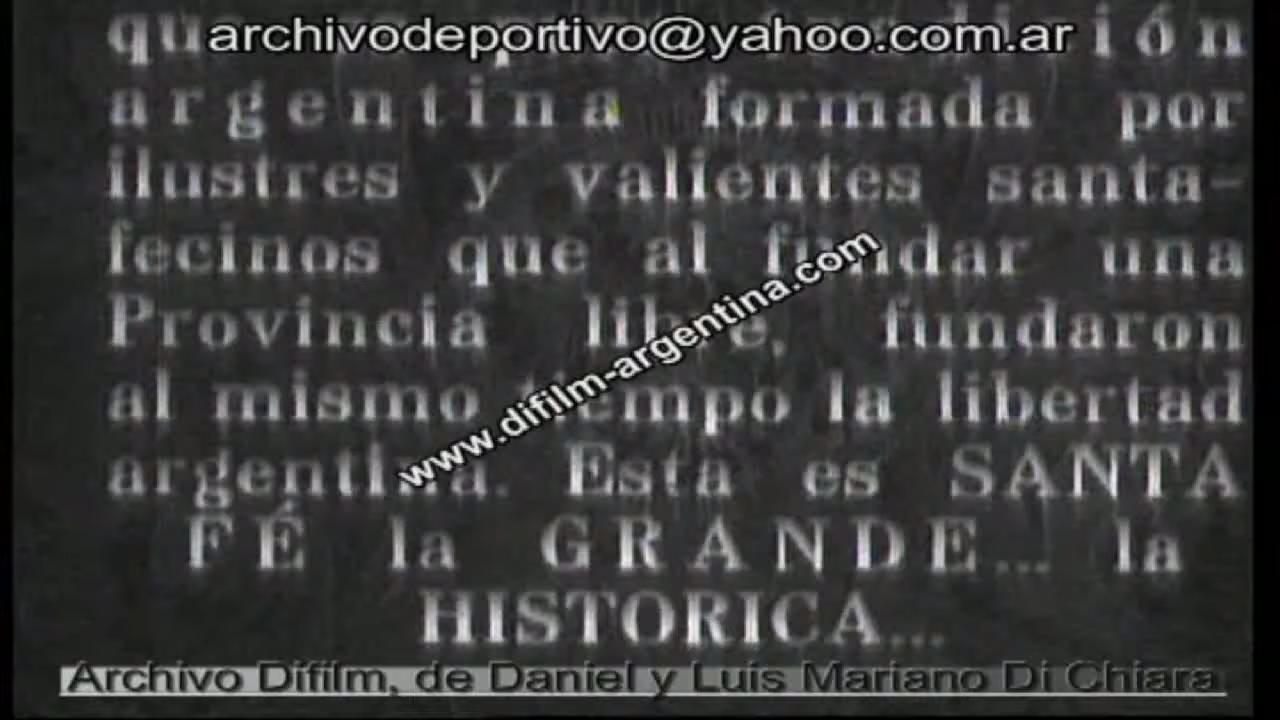 archivodeportivo@yahoo.com.ar
argentina formada por
ilustres y valientes santa-
fecinos que al fundar una
Provincia libre, fundaron
al mismo tiempo la libertad
argentina. Esta es SANTA
FÉ la GRANDE... la
HISTORICA...
www.difilm-argentina.com
Archivo Difilm, de Daniel y Luis Mariano Di Chiara